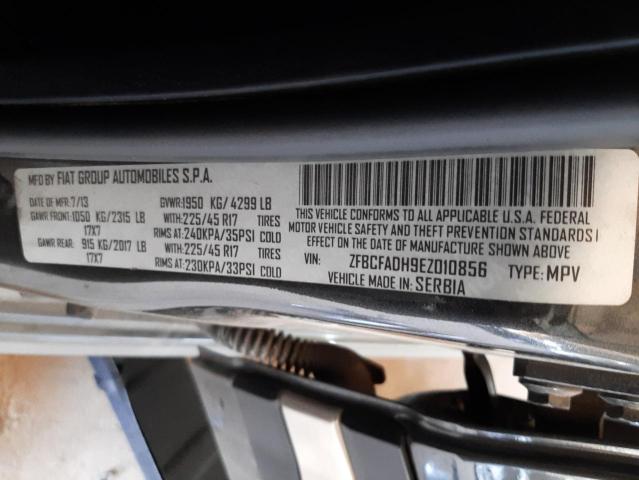 MFD BY FIAT GROUP AUTOMOBILES S.P.A.
DATE OF MFR:7/13 GVWR:1950 KG/ 4299 LB
GAWR FRONT:1050 KG/2315 LB WITH:225/45 R17 TIRES
17X7 RIMS AT:240KPA/35PSI COLD
GAWR REAR: 915 KG/2017 LB WITH:225/45 R17 TIRES
17X7 RIMS AT:230KPA/33PSI COLD
THIS VEHICLE CONFORMS TO ALL APPLICABLE U.S.A. FEDERAL
MOTOR VEHICLE SAFETY AND THEFT PREVENTION STANDARDS I
EFFECT ON THE DATE OF MANUFACTURE SHOWN ABOVE.
VIN: ZFBCFADH9EZ010856 TYPE: MPV
VEHICLE MADE IN: SERBIA